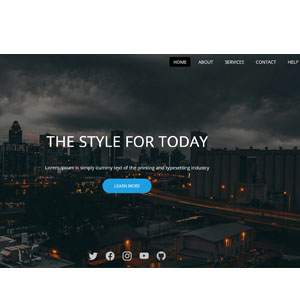 HOME ABOUT SERVICES CONTACT HELP
THE STYLE FOR TODAY
Lorem Ipsum is simply dummy text of the printing and typesetting industry
LEARN MORE